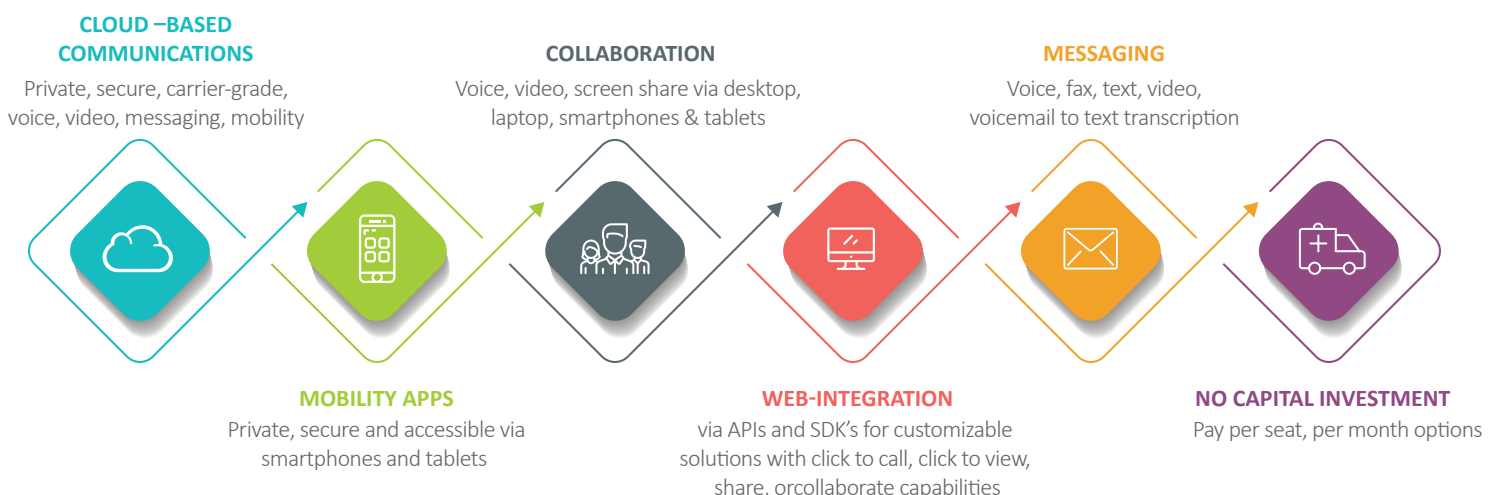 CLOUD –BASED
COMMUNICATIONS
Private, secure, carrier-grade,
voice, video, messaging, mobility
MOBILITY APPS
Private, secure and accessible via
smartphones and tablets
COLLABORATION
Voice, video, screen share via desktop,
laptop, smartphones & tablets
WEB-INTEGRATION
via APIs and SDK's for customizable
solutions with click to call, click to view,
share, orcollaborate capabilities
MESSAGING
Voice, fax, text, video,
voicemail to text transcription
NO CAPITAL INVESTMENT
Pay per seat, per month options